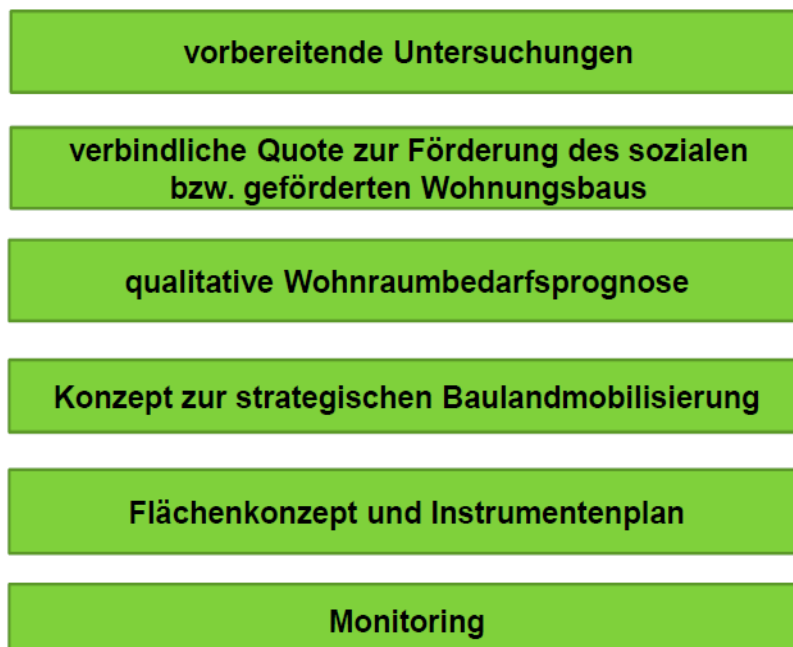 vorbereitende Untersuchungen
verbindliche Quote zur Förderung des sozialen
bzw. geförderten Wohnungsbaus
qualitative Wohnraumbedarfsprognose
Konzept zur strategischen Baulandmobilisierung
Flächenkonzept und Instrumentenplan
Monitoring